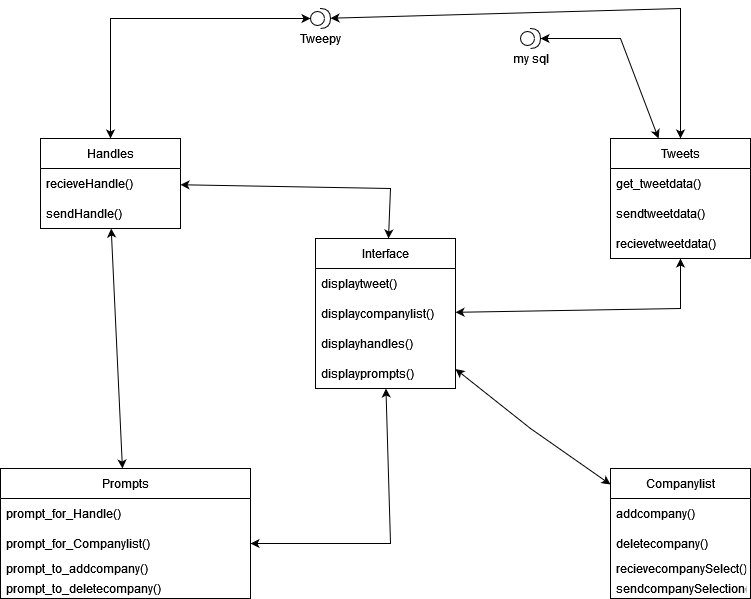 Tweepy
my sql
Handles
recieveHandle()
sendHandle()
Tweets
get_tweetdata()
sendtweetdata()
recievetweetdata()
Interface
displaytweet()
displaycompanylist()
displayhandles()
displayprompts()
Prompts
prompt_for_Handle()
prompt_for_Companylist()
prompt_to_addcompany()
prompt_to_deletecompany()
Companylist
addcompany()
deletecompany()
recievecompanySelect()
sendcompanySelection